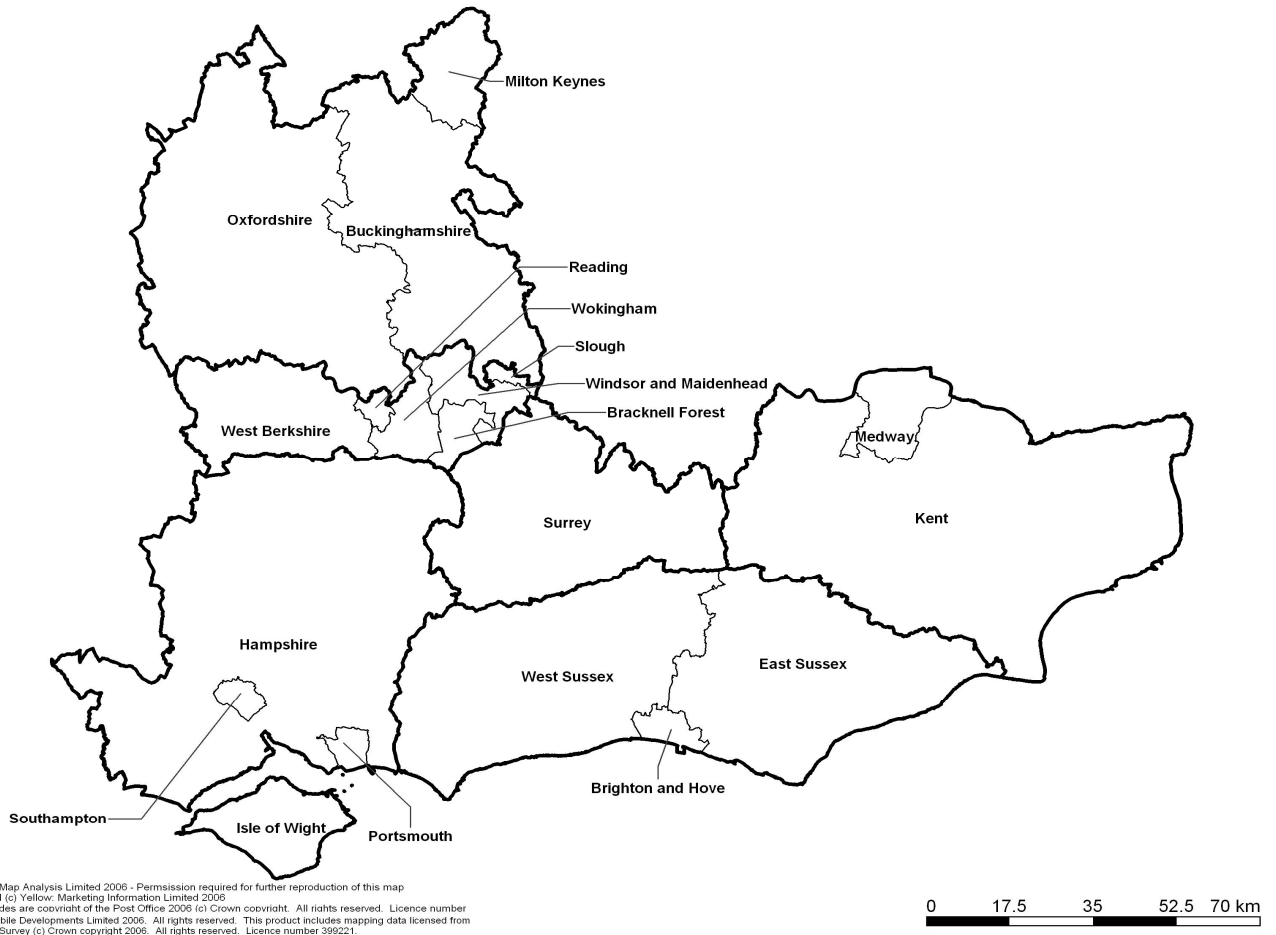 Milton Keynes
Oxfordshire
Buckinghamshire
Reading
Wokingham
Slough
Windsor and Maidenhead
Bracknell Forest
West Berkshire
Medway
Surrey
Kent
Hampshire
West Sussex
East Sussex
Brighton and Hove
Southampton
Isle of Wight
Portsmouth
Map Analysis Limited 2006 - Permsission required for further reproduction of this map
(c) Yellow: Marketing Information Limited 2006
des are copyright of the Post Office 2006 (c) Crown copyright. All rights reserved. Licence number
bile Developments Limited 2006. All rights reserved. This product includes mapping data licensed from
Survey (c) Crown copyright 2006. All rights reserved. Licence number 399221.
0 17.5 35 52.5 70 km